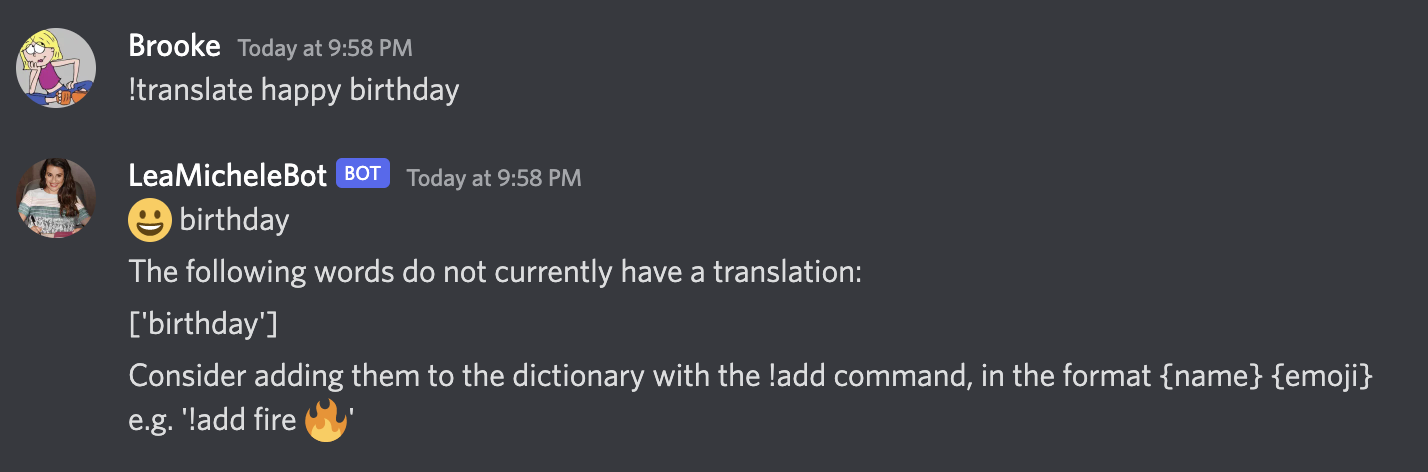 Brooke Today at 9:58 PM
!translate happy birthday
LeaMicheleBot BOT Today at 9:58 PM
😀 birthday
The following words do not currently have a translation:
['birthday']
Consider adding them to the dictionary with the !add command, in the format {name} {emoji}
e.g. '!add fire 🔥'